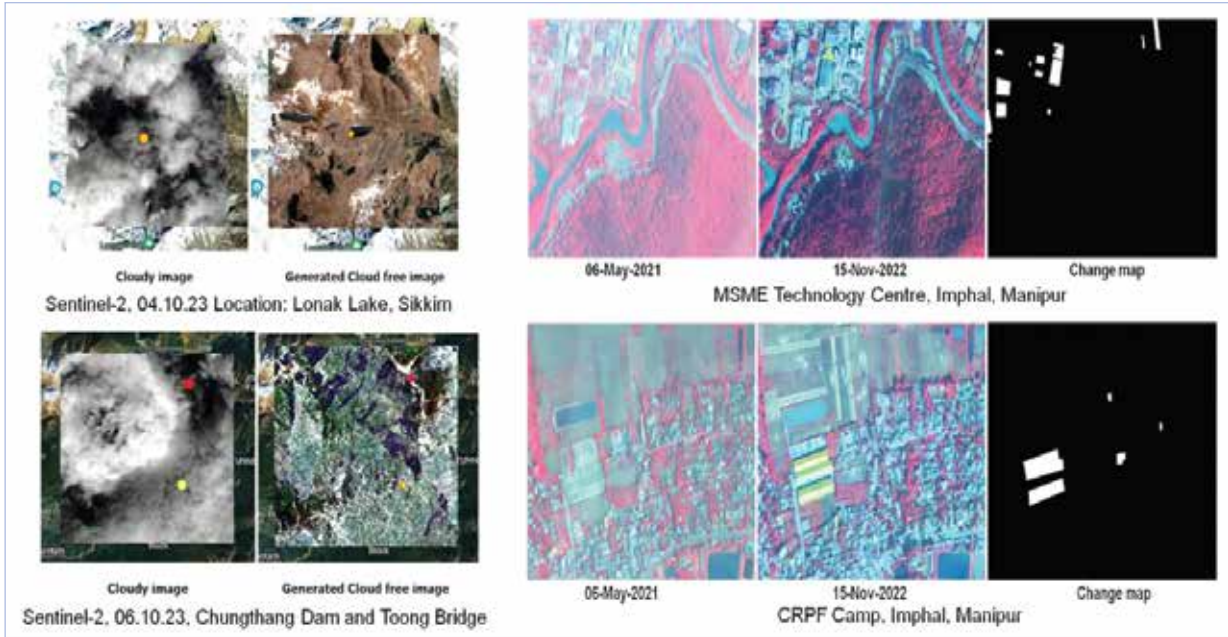 Cloudy image
Generated Cloud free image
Sentinel-2, 04.10.23 Location: Lonak Lake, Sikkim
06-May-2021
15-Nov-2022
Change map
MSME Technology Centre, Imphal, Manipur
Cloudy image
Generated Cloud free image
Sentinel-2, 06.10.23, Chungthang Dam and Toong Bridge
06-May-2021
15-Nov-2022
Change map
CRPF Camp, Imphal, Manipur